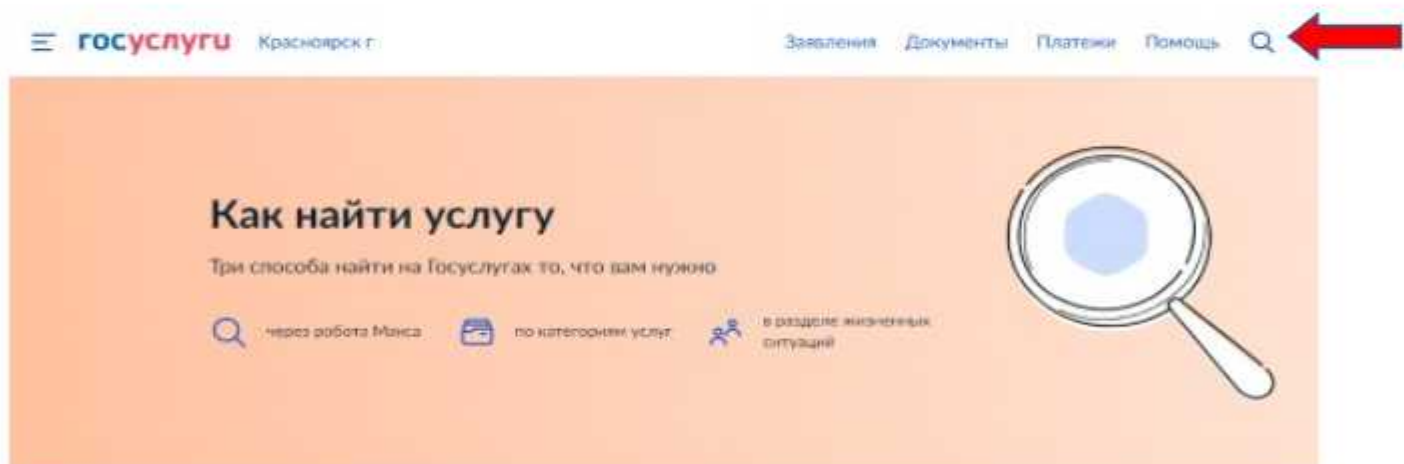 госуслуги Красноярск г Заявления Документы Платежи Помощь
Как найти услугу
Три способа найти на Госуслугах то, что вам нужно
через робота Макса по категориям услуг в разделе жизненных
ситуаций